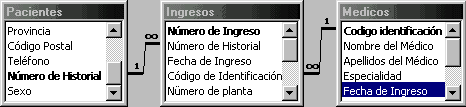 Pacientes
Provincia
Código Postal
Teléfono
Número de Historial
Sexo
1
∞
Ingresos
Número de Ingreso
Número de Historial
Fecha de Ingreso
Código de Identificación
Número de planta
∞
1
Medicos
Codigo identificación
Nombre del Médico
Apellidos del Médico
Especialidad
Fecha de Ingreso